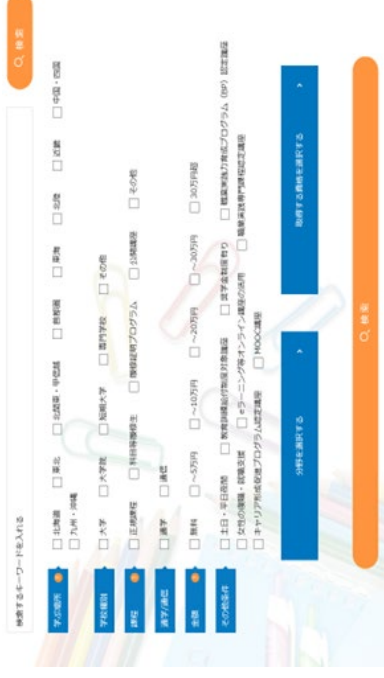 検索するキーワードを入れる
検索
学ぶ場所
北海道 東北 北関東・甲信越 首都圏 東海 北陸 近畿 中国・四国
九州・沖縄
学校種別
大学 大学院 短期大学 専門学校 その他
課程
正規課程 科目等履修生 履修証明プログラム 公開講座 その他
通学/通信
通学 通信
金額
無料 ～5万円 ～10万円 ～20万円 ～30万円 30万円超
その他条件
土日・平日夜間 教育訓練給付制度対象講座 奨学金制度有り 職業実践力育成プログラム（BP）認定講座
女性の復職・就職支援 eラーニング等オンライン講座の活用 職業実践専門課程認定講座
キャリア形成促進プログラム認定講座 MOOC講座
分野を選択する
取得する資格を選択する
検索